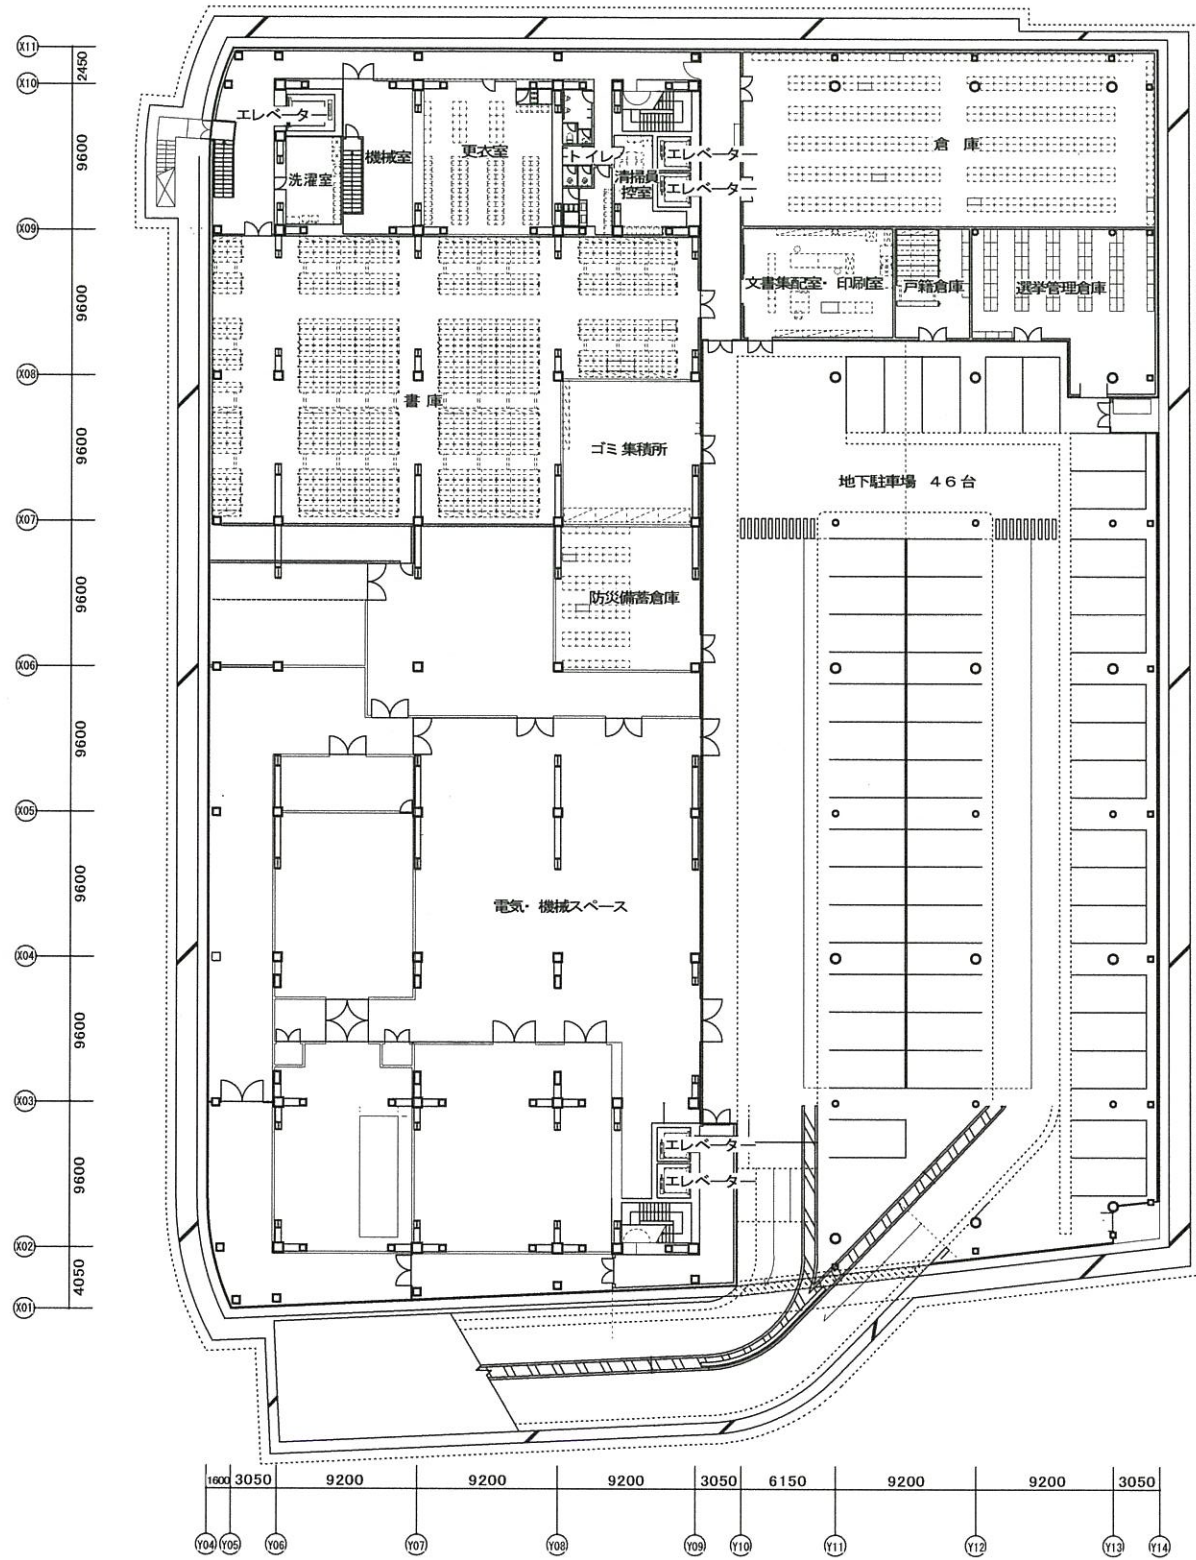 X11
2450
X10
エレベーター
機械室
更衣室
トイレ
エレベーター
エレベーター
倉庫
9600
洗濯室
清掃員
控室
X09
文書集配室・印刷室
戸籍倉庫
選挙管理倉庫
9600
X08
書庫
9600
ゴミ集積所
地下駐車場 46台
X07
9600
防災備蓄倉庫
X06
9600
X05
9600
電気・機械スペース
X04
9600
X03
エレベーター
エレベーター
9600
X02
4050
X01
1600 3050 9200 9200 9200 3050 6150 9200 9200 3050
Y04 Y05 Y06 Y07 Y08 Y09 Y10 Y11 Y12 Y13 Y14